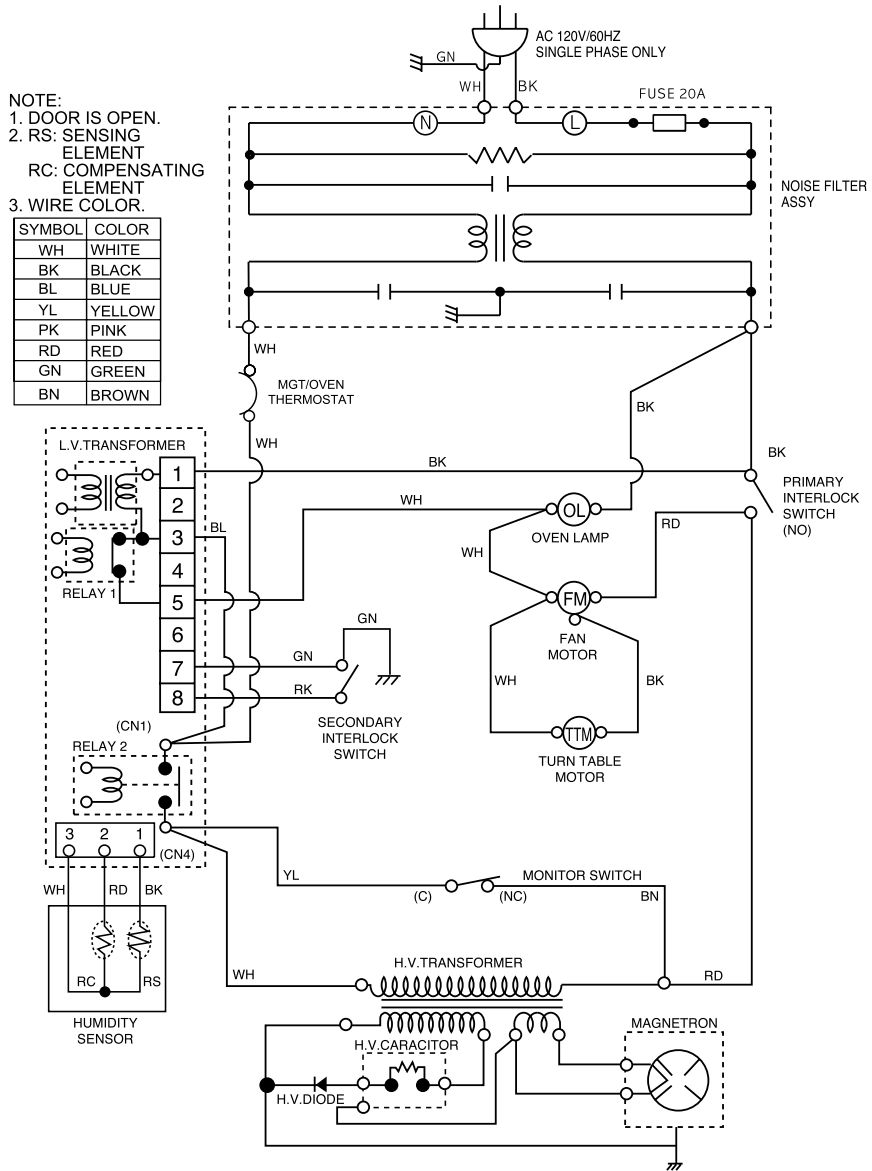 AC 120V/60HZ
SINGLE PHASE ONLY
GN
WH
BK
FUSE 20A
NOTE:
1. DOOR IS OPEN.
2. RS: SENSING
ELEMENT
RC: COMPENSATING
ELEMENT
3. WIRE COLOR.
SYMBOL COLOR
WH WHITE
BK BLACK
BL BLUE
YL YELLOW
PK PINK
RD RED
GN GREEN
BN BROWN
N
L
NOISE FILTER
ASSY
WH
MGT/OVEN
THERMOSTAT
BK
WH
L.V.TRANSFORMER
BK
BK
1
2
3
4
5
6
7
8
PRIMARY
INTERLOCK
SWITCH
(NO)
WH
OL
OVEN LAMP
RD
BL
RELAY 1
WH
FM
FAN
MOTOR
GN
GN
RK
SECONDARY
INTERLOCK
SWITCH
WH
BK
TTM
TURN TABLE
MOTOR
(CN1)
RELAY 2
3 2 1
(CN4)
WH
RD
BK
YL
(C)
(NC)
MONITOR SWITCH
BN
RC
RS
HUMIDITY
SENSOR
WH
H.V.TRANSFORMER
RD
H.V.CARACITOR
H.V.DIODE
MAGNETRON